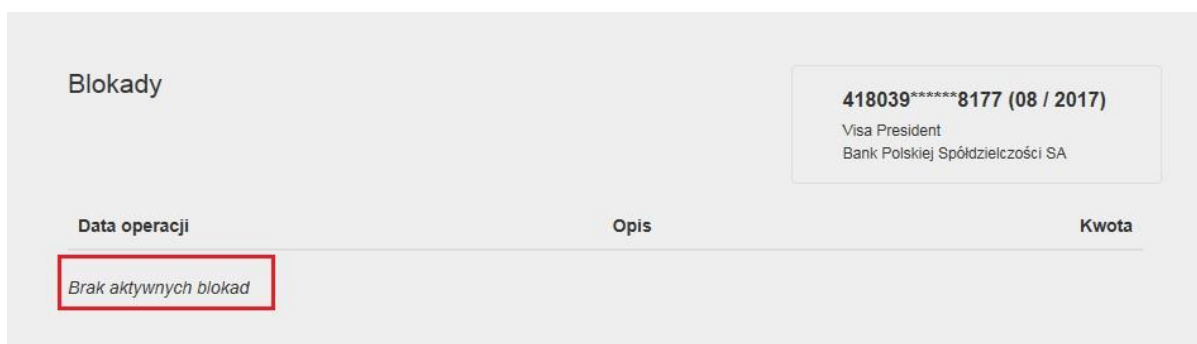 Blokady
418039******8177 (08 / 2017)
Visa President
Bank Polskiej Spółdzielczości SA
Data operacji Opis Kwota
Brak aktywnych blokad